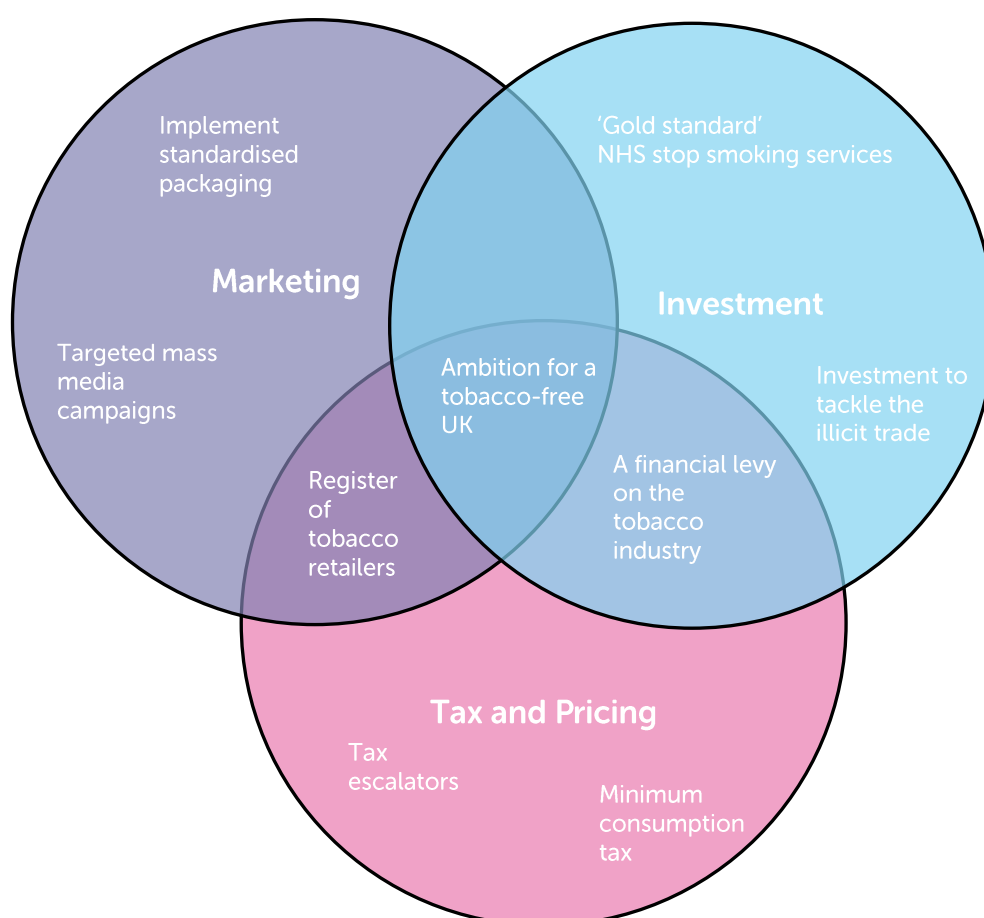 Implement
standardised
packaging
‘Gold standard’
NHS stop smoking services
Marketing
Investment
Targeted mass
media
campaigns
Ambition for a
tobacco-free
UK
Investment to
tackle the
illicit trade
Register
of
tobacco
retailers
A financial levy
on the
tobacco
industry
Tax and Pricing
Tax
escalators
Minimum
consumption
tax